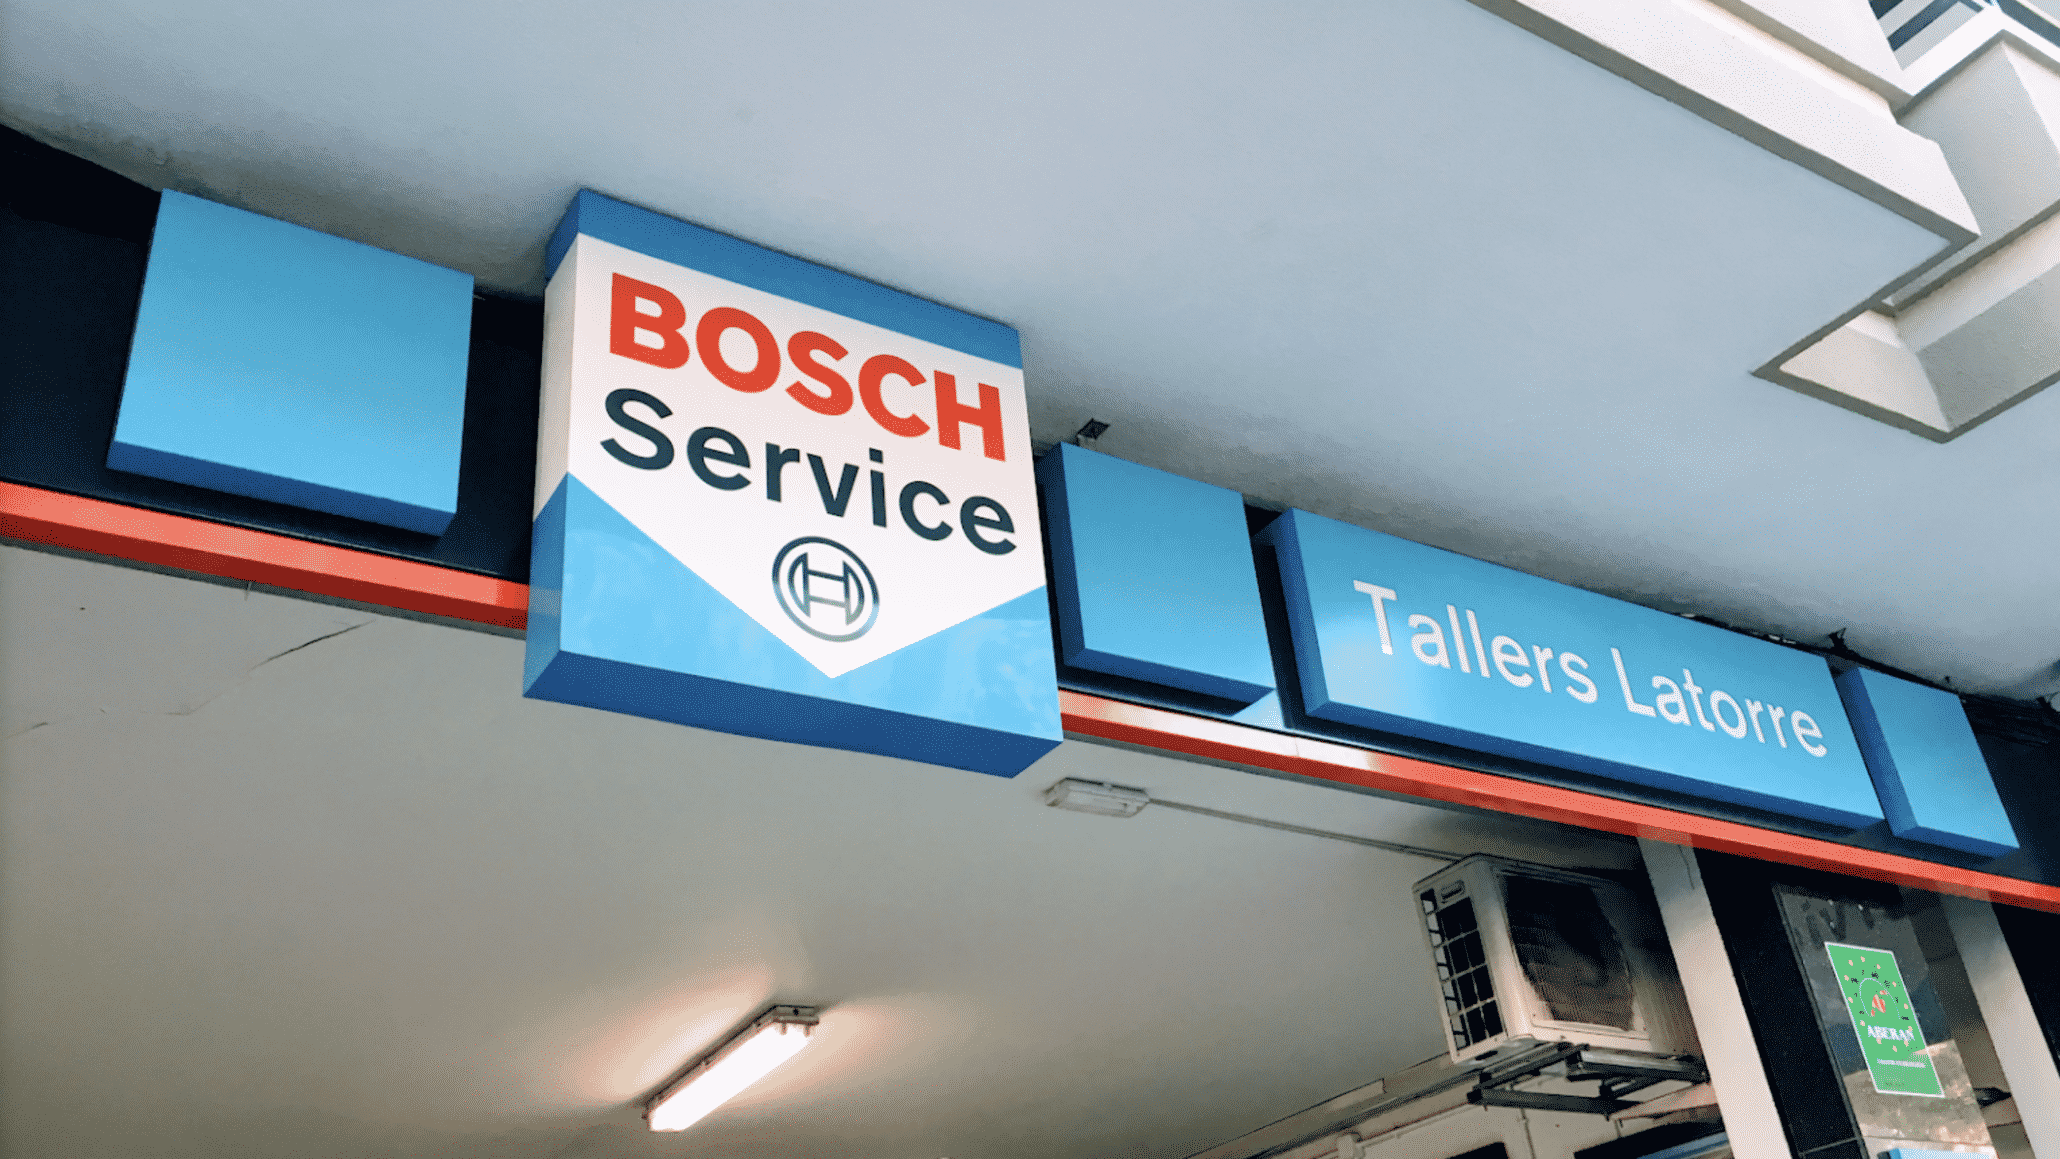 BOSCH
Service
Tallers Latorre